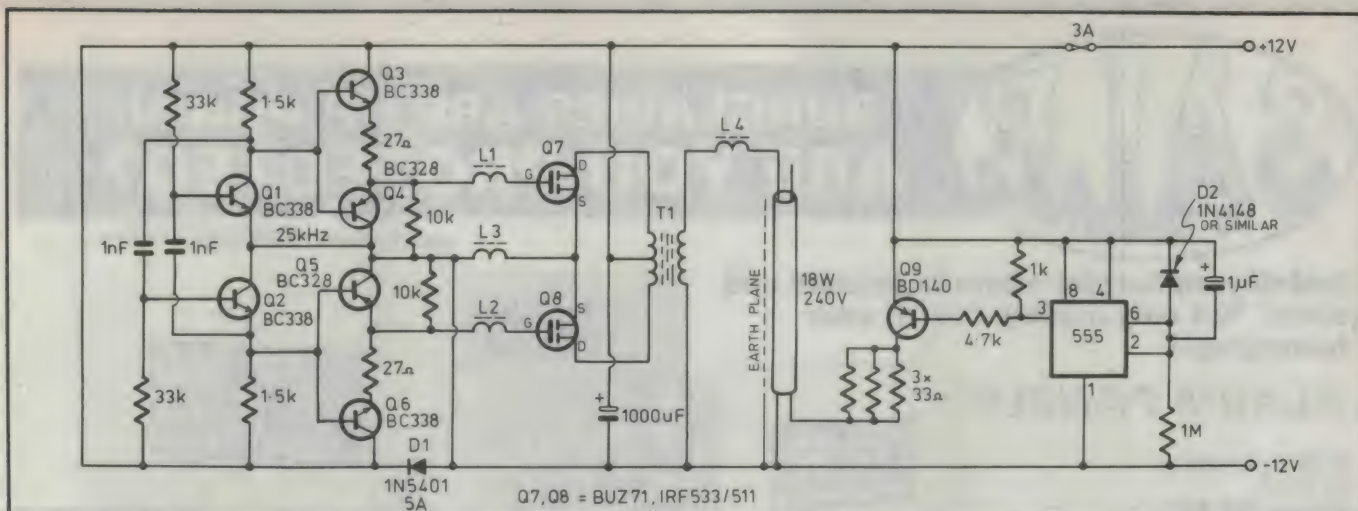 3A
+12V
33k
1·5k
Q3
BC338
27Ω
BC328
Q4
Q1
BC338
25kHz
1nF
1nF
Q5
BC328
Q2
BC338
33k
1·5k
27Ω
Q6
BC338
10k
10k
L1
L3
L2
Q7
G
D
S
S
G
D
Q8
T1
L4
1000uF
D1
1N5401
5A
Q7,Q8 = BUZ71, IRF533/511
EARTH PLANE
18W
240V
Q9
BD140
3x
33Ω
4.7k
1k
3
8
4
555
6
2
1
D2
1N4148
OR SIMILAR
+
1µF
+
1M
-12V